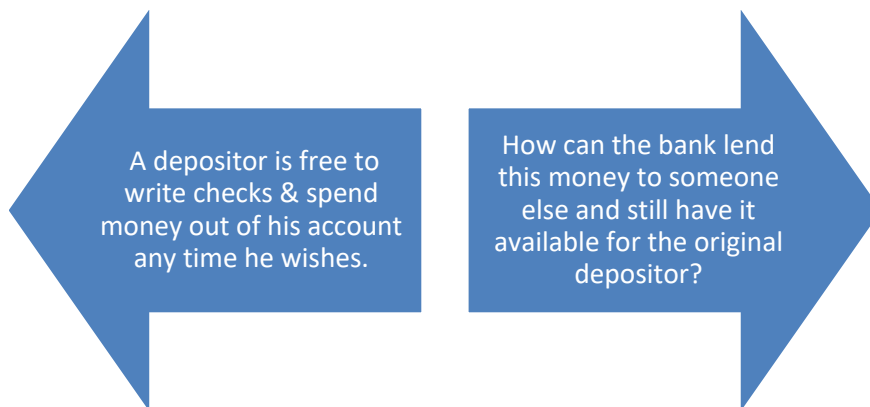 A depositor is free to
write checks & spend
money out of his account
any time he wishes.
How can the bank lend
this money to someone
else and still have it
available for the original
depositor?